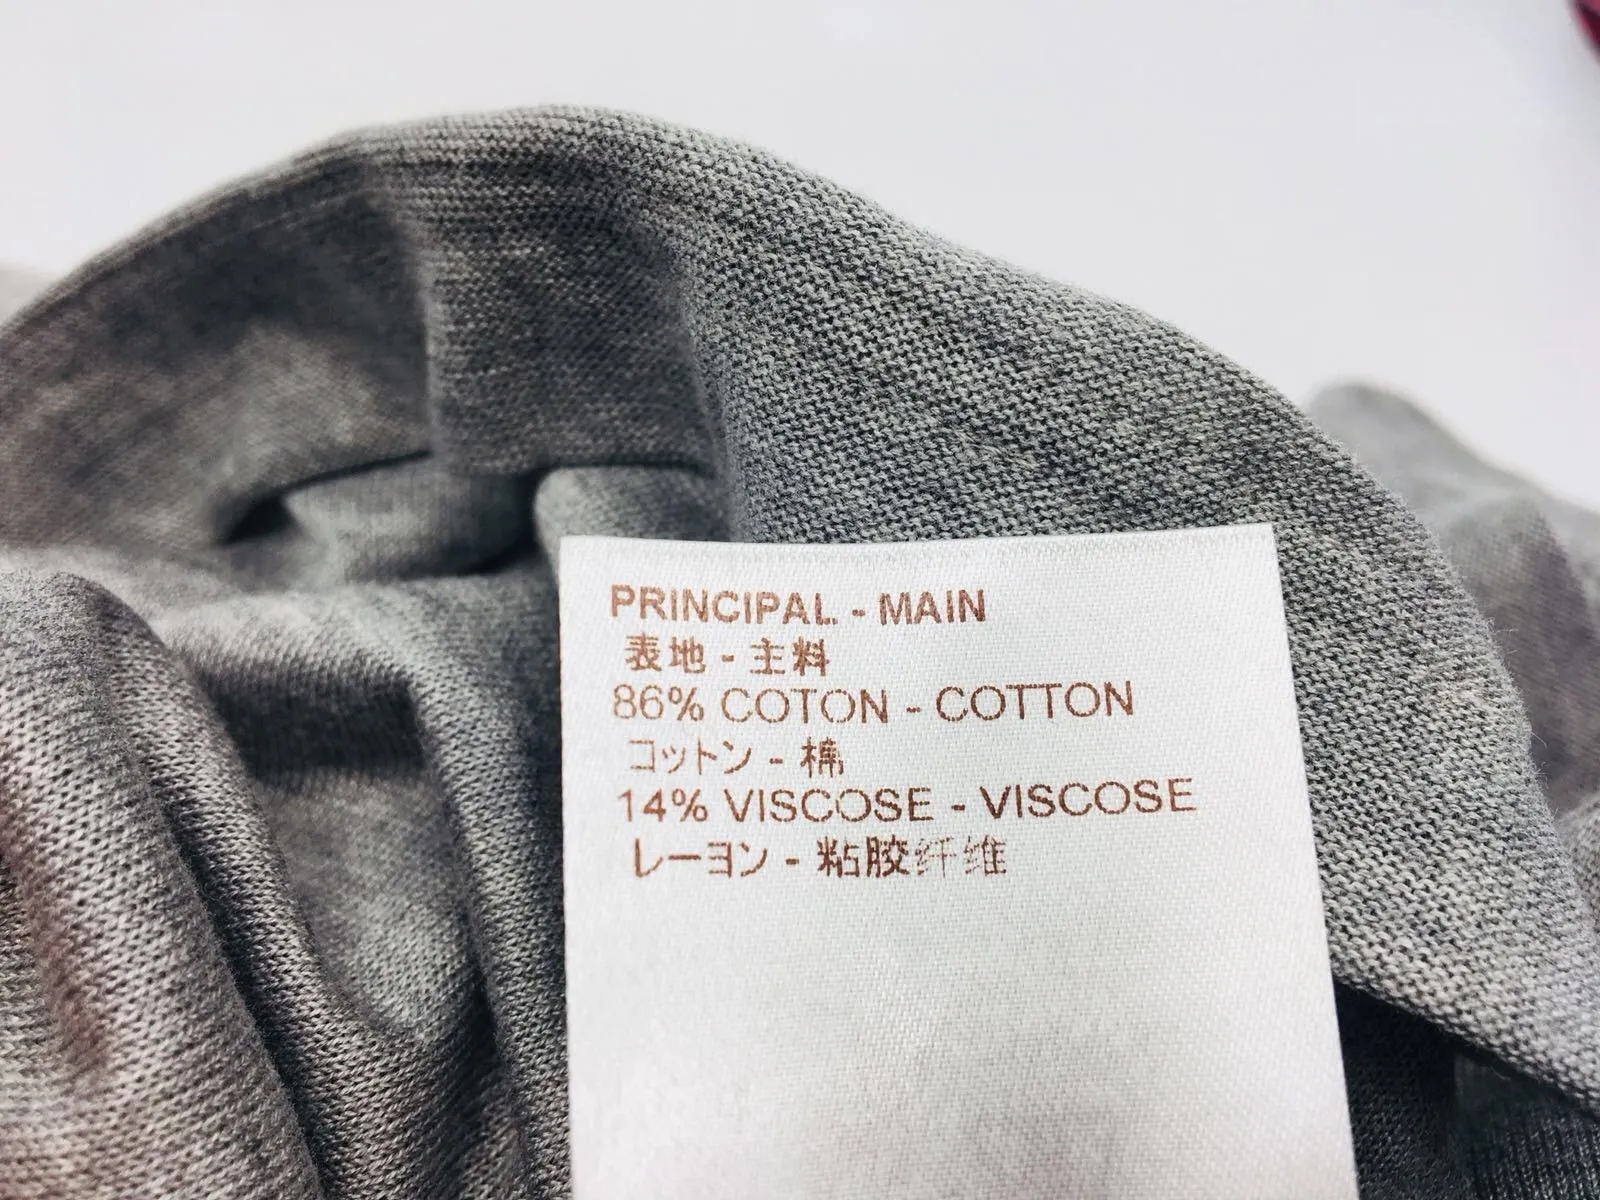 PRINCIPAL - MAIN
表地 - 主料
86% COTON - COTTON
コットン - 棉
14% VISCOSE - VISCOSE
レーヨン - 粘胶纤维